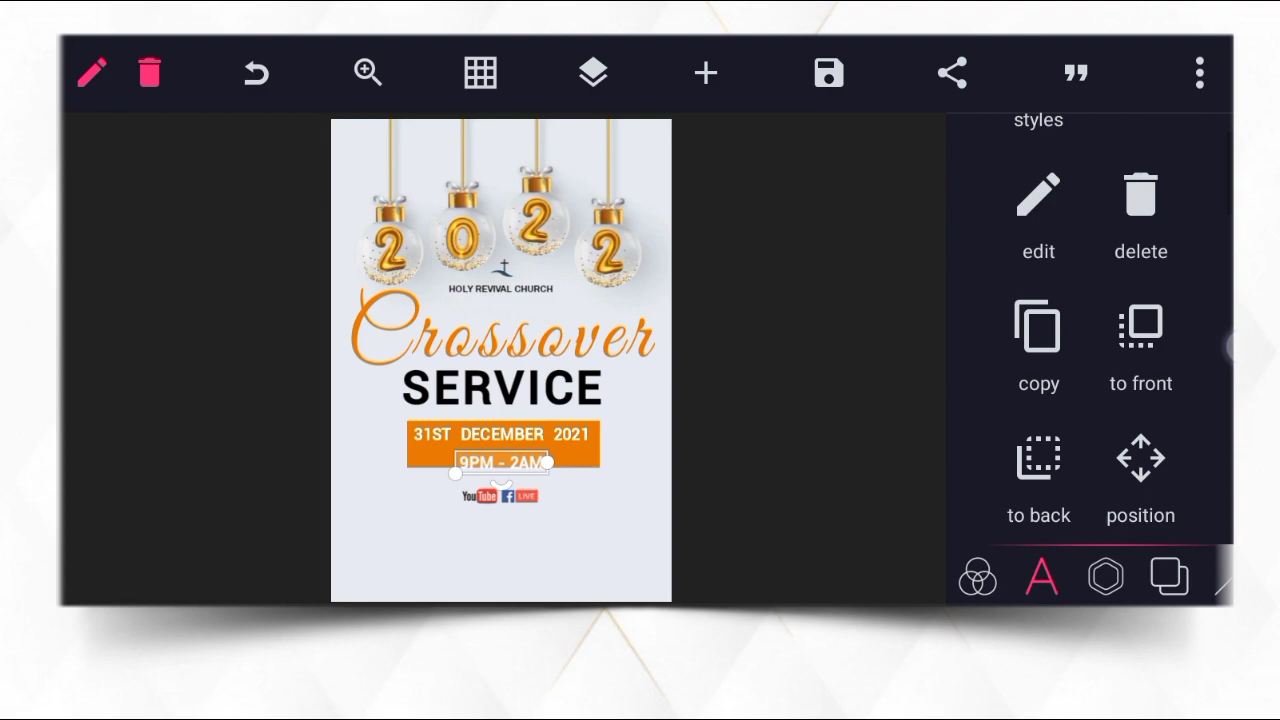 styles
edit
delete
copy
to front
to back
position
2022
HOLY REVIVAL CHURCH
Crossover
SERVICE
31ST DECEMBER 2021
9PM - 2AM
YouTube f LIVE